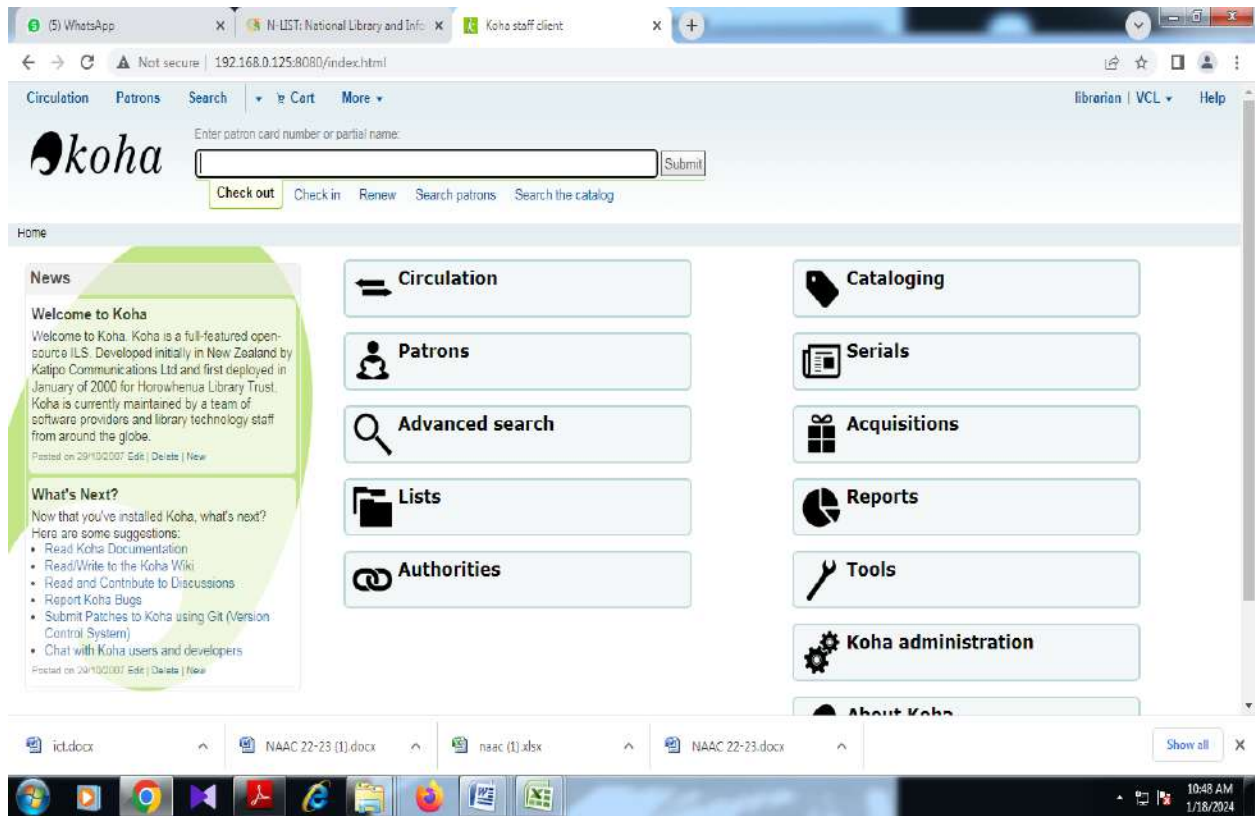 (5) WhatsApp
N-LIST: National Library and Info
Koha staff client
Not secure | 192.168.0.125:8080/index.html
Circulation Patrons Search Cart More
librarian | VCL Help
koha
Enter patron card number or partial name:
Submit
Check out Check in Renew Search patrons Search the catalog
Home
News
Welcome to Koha
Welcome to Koha. Koha is a full-featured open-
source ILS. Developed initially in New Zealand by
Katipo Communications Ltd and first deployed in
January of 2000 for Horowhenua Library Trust.
Koha is currently maintained by a team of
software providers and library technology staff
from around the globe.
Posted on 29/10/2007 Edit | Delete | New
What's Next?
Now that you've installed Koha, what's next?
Here are some suggestions:
• Read Koha Documentation
• Read/Write to the Koha Wiki
• Read and Contribute to Discussions
• Report Koha Bugs
• Submit Patches to Koha using Git (Version
Control System)
• Chat with Koha users and developers
Posted on 29/10/2007 Edit | Delete | New
Circulation
Patrons
Advanced search
Lists
Authorities
Cataloging
Serials
Acquisitions
Reports
Tools
Koha administration
About Koha
ict.docx
NAAC 22-23 (1).docx
naac (1).xlsx
NAAC 22-23.docx
Show all
10:48 AM
1/18/2024